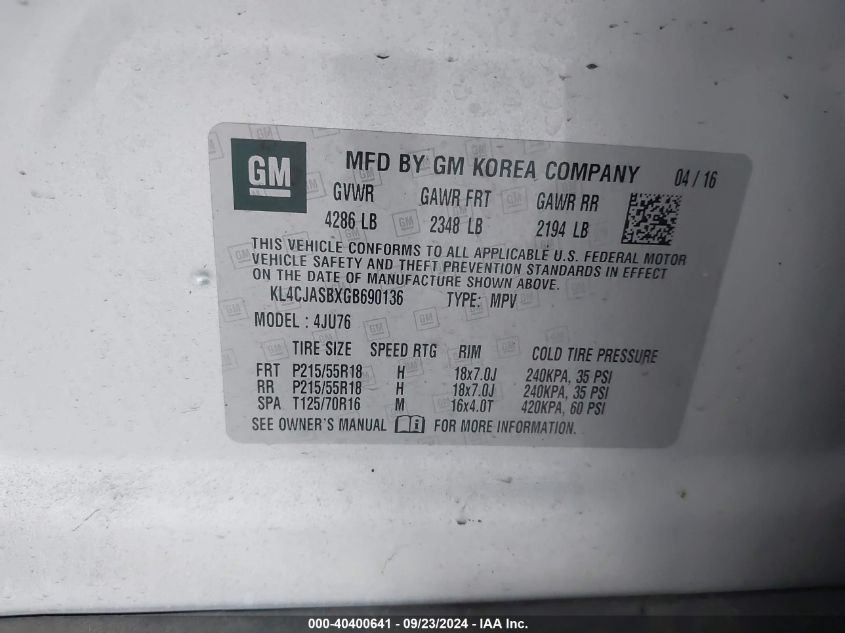 GM
MFD BY GM KOREA COMPANY 04 / 16
GVWR GAWR FRT GAWR RR
4286 LB 2348 LB 2194 LB
THIS VEHICLE CONFORMS TO ALL APPLICABLE U.S. FEDERAL MOTOR
VEHICLE SAFETY AND THEFT PREVENTION STANDARDS IN EFFECT
ON THE DATE OF MANUFACTURE SHOWN ABOVE.
KL4CJASBXGB690136 TYPE: MPV
MODEL : 4JU76
TIRE SIZE SPEED RTG RIM COLD TIRE PRESSURE
FRT P215/55R18 H 18x7.0J 240KPA, 35 PSI
RR P215/55R18 H 18x7.0J 240KPA, 35 PSI
SPA T125/70R16 M 16x4.0T 420KPA, 60 PSI
SEE OWNER'S MANUAL FOR MORE INFORMATION.
000-40400641 - 09/23/2024 - IAA Inc.